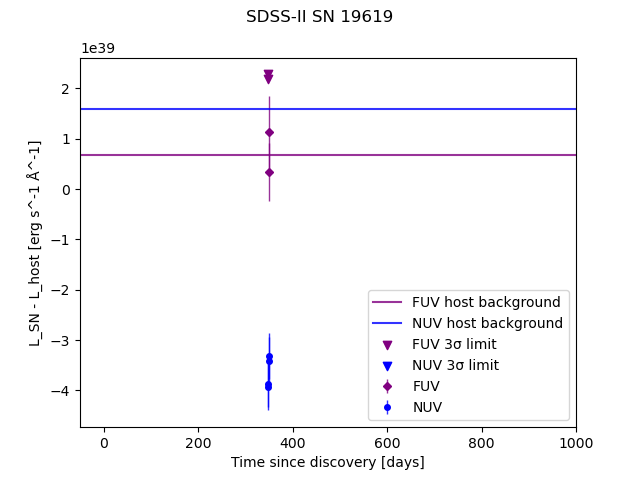 SDSS-II SN 19619
1e39
2
1
0
−1
−2
−3
−4
L_SN - L_host [erg s^-1 Å^-1]
FUV host background
NUV host background
FUV 3σ limit
NUV 3σ limit
FUV
NUV
0 200 400 600 800 1000
Time since discovery [days]